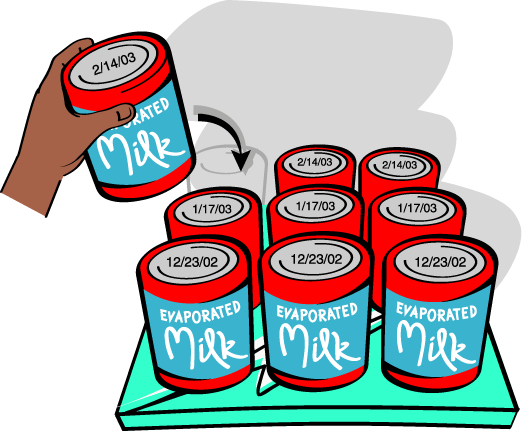 2/14/03
EVAPORATED
Milk
2/14/03
2/14/03
1/17/03
1/17/03
1/17/03
12/23/02
12/23/02
12/23/02
EVAPORATED
Milk
EVAPORATED
Milk
EVAPORATED
Milk